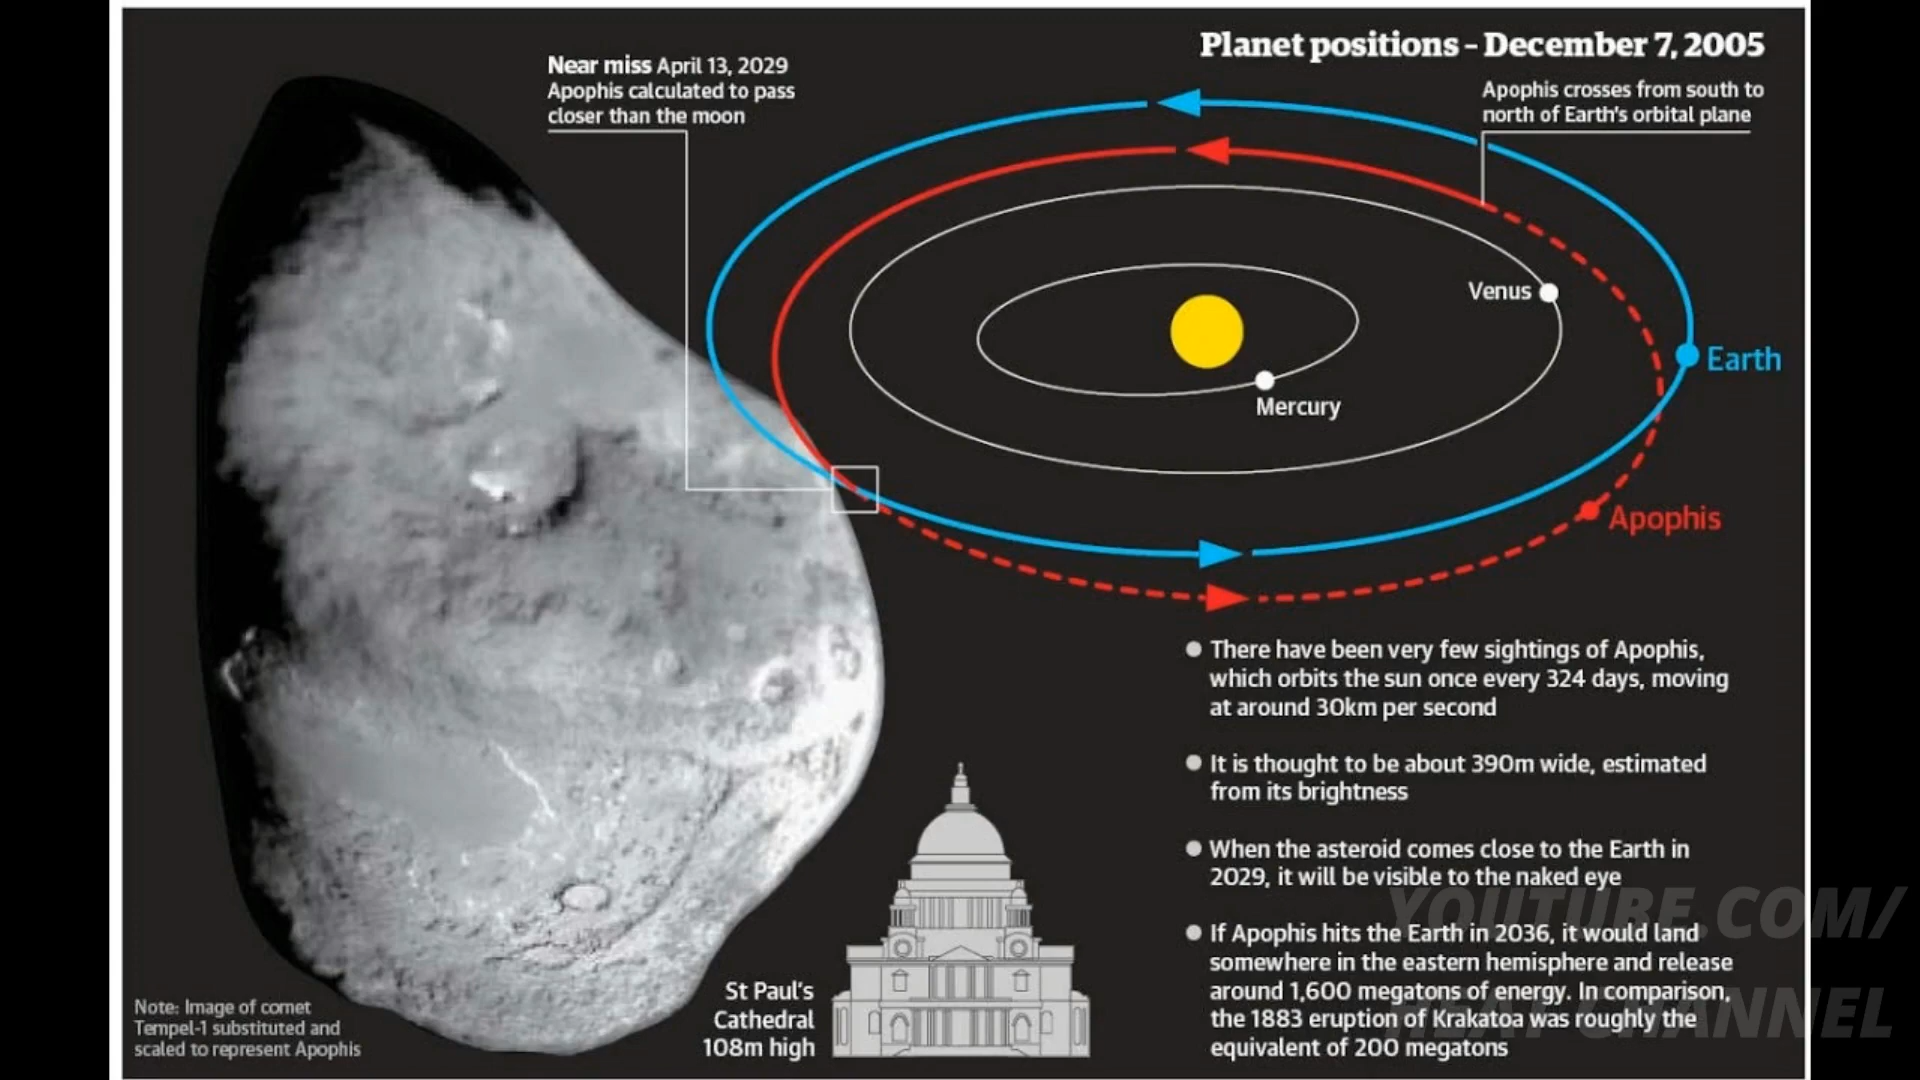 Planet positions – December 7, 2005
Near miss April 13, 2029
Apophis calculated to pass
closer than the moon
Apophis crosses from south to
north of Earth's orbital plane
Venus
Earth
Mercury
Apophis
There have been very few sightings of Apophis,
which orbits the sun once every 324 days, moving
at around 30km per second
It is thought to be about 390m wide, estimated
from its brightness
When the asteroid comes close to the Earth in
2029, it will be visible to the naked eye
If Apophis hits the Earth in 2036, it would land
somewhere in the eastern hemisphere and release
around 1,600 megatons of energy. In comparison,
the 1883 eruption of Krakatoa was roughly the
equivalent of 200 megatons
St Paul's
Cathedral
108m high
Note: Image of comet
Tempel-1 substituted and
scaled to represent Apophis
YOUTUBE.COM/
CHANNEL